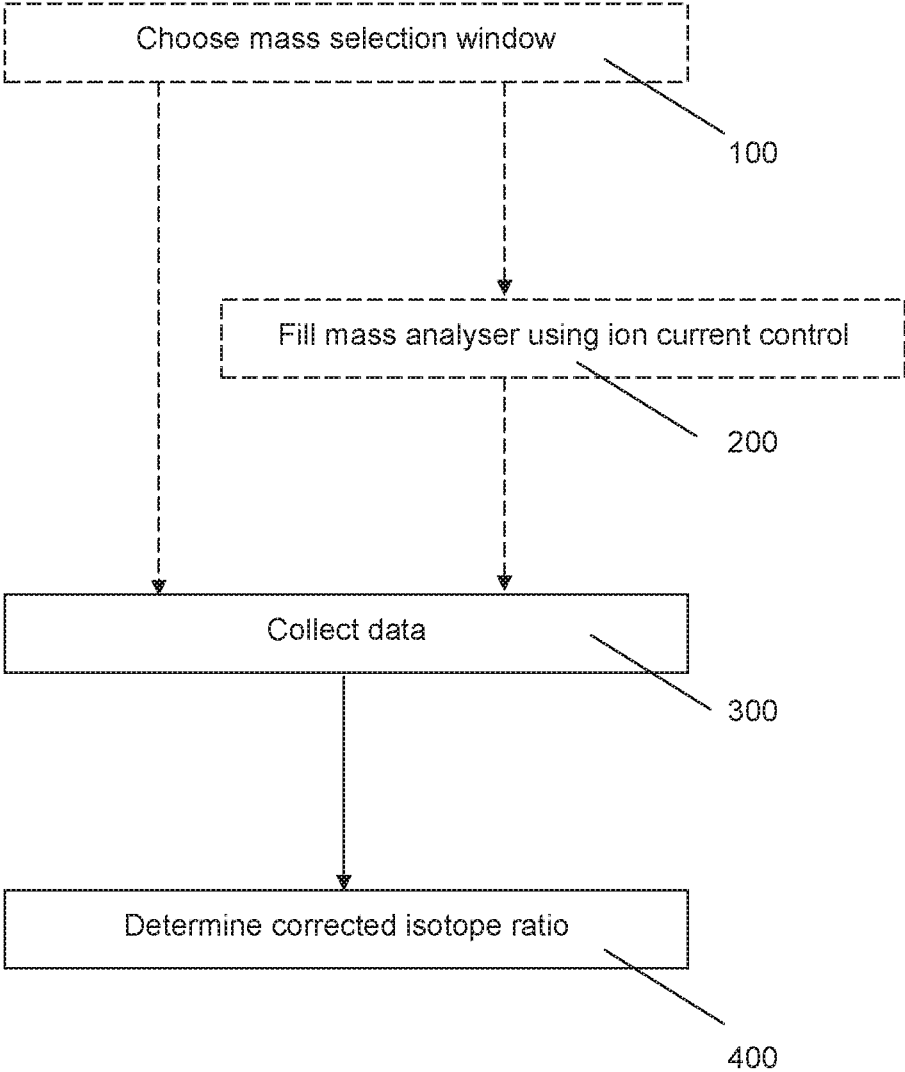 Choose mass selection window
100
Fill mass analyser using ion current control
200
Collect data
300
Determine corrected isotope ratio
400